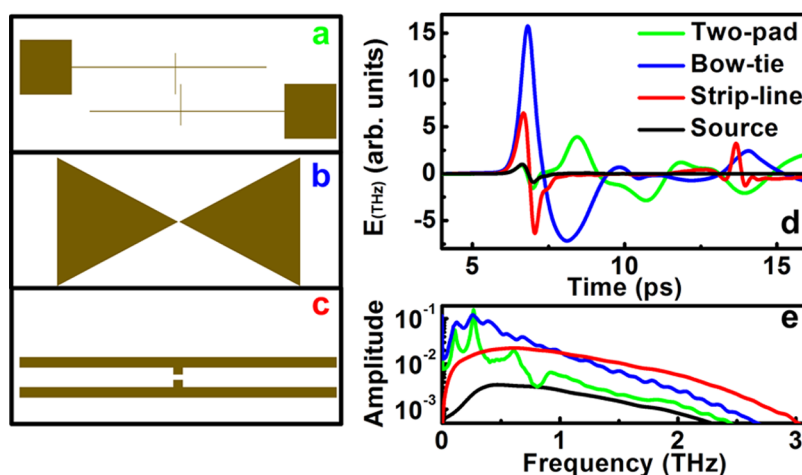 a
b
c
15
10
5
0
-5
E(THz) (arb. units)
Two-pad
Bow-tie
Strip-line
Source
d
5 10 15
Time (ps)
e
10-1
10-2
10-3
Amplitude
0 1 2 3
Frequency (THz)